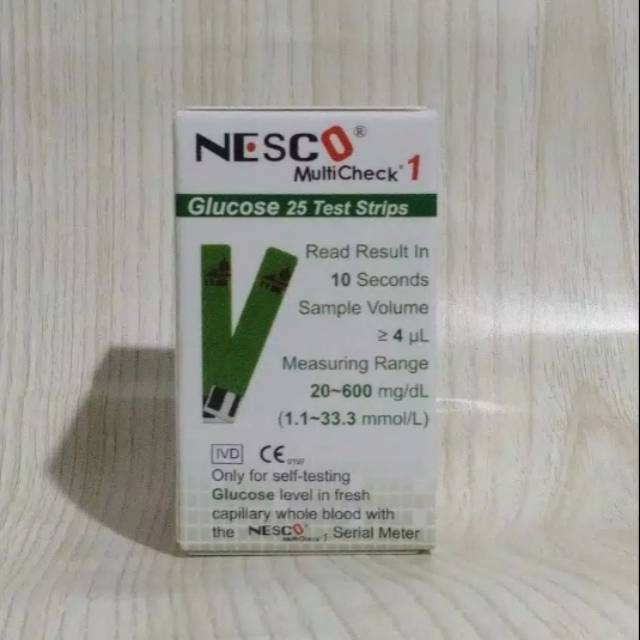 NESCO®
MultiCheck® 1
Glucose 25 Test Strips
Read Result In
10 Seconds
Sample Volume
≥ 4 µL
Measuring Range
20~600 mg/dL
(1.1~33.3 mmol/L)
IVD CE
Only for self-testing
Glucose level in fresh
capillary whole blood with
the NESCO Serial Meter